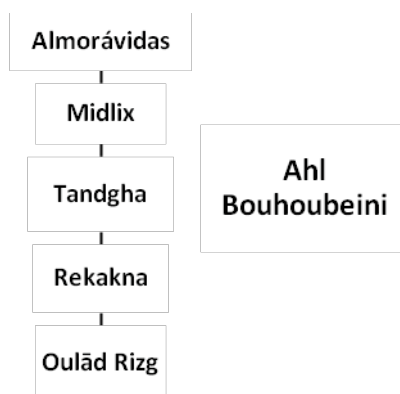 Almorávidas
Midlix
Tandgha
Rekakna
Oulād Rizg
Ahl
Bouhoubeini